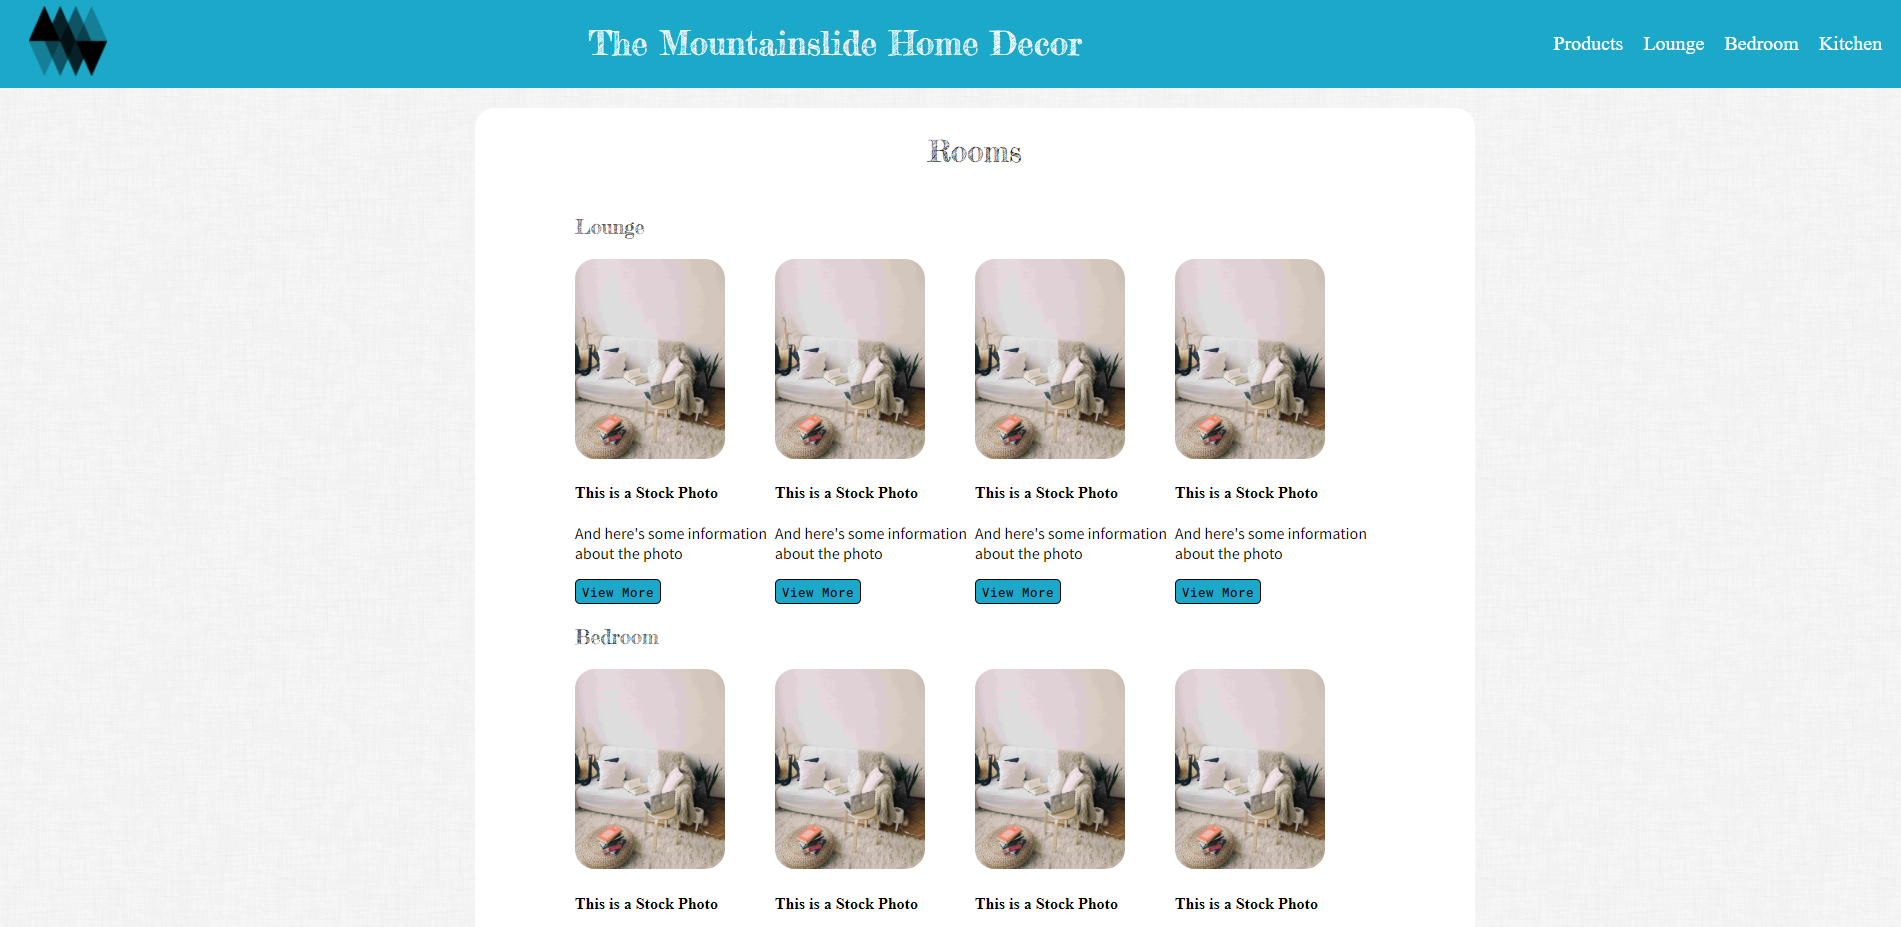 The Mountainslide Home Decor
Products Lounge Bedroom Kitchen
Rooms
Lounge
This is a Stock Photo This is a Stock Photo This is a Stock Photo This is a Stock Photo
And here's some information And here's some information And here's some information And here's some information
about the photo about the photo about the photo about the photo
View More View More View More View More
Bedroom
This is a Stock Photo This is a Stock Photo This is a Stock Photo This is a Stock Photo